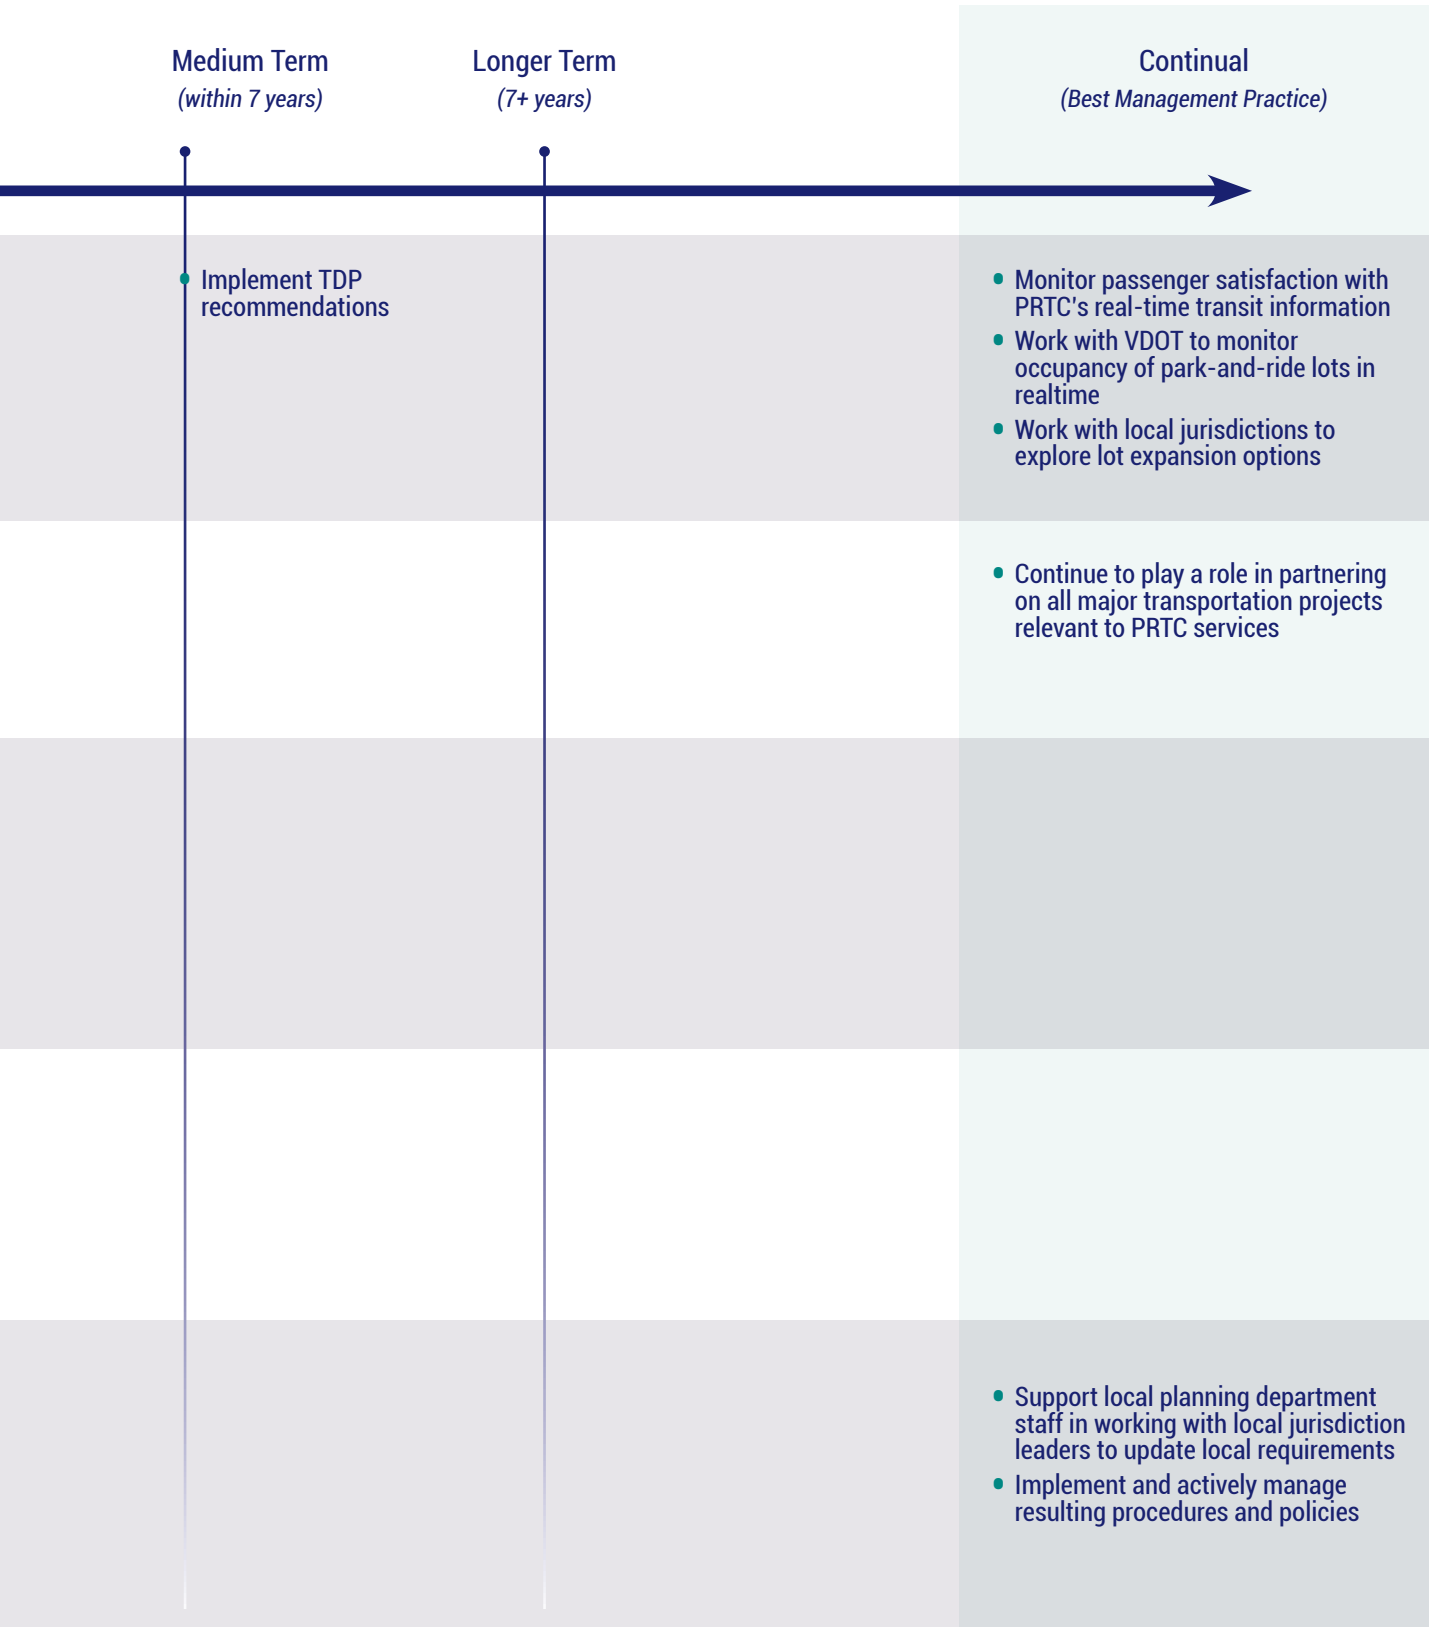 Medium Term
(within 7 years)
Longer Term
(7+ years)
Continual
(Best Management Practice)
Implement TDP
recommendations
Monitor passenger satisfaction with
PRTC's real-time transit information
Work with VDOT to monitor
occupancy of park-and-ride lots in
realtime
Work with local jurisdictions to
explore lot expansion options
Continue to play a role in partnering
on all major transportation projects
relevant to PRTC services
Support local planning department
staff in working with local jurisdiction
leaders to update local requirements
Implement and actively manage
resulting procedures and policies